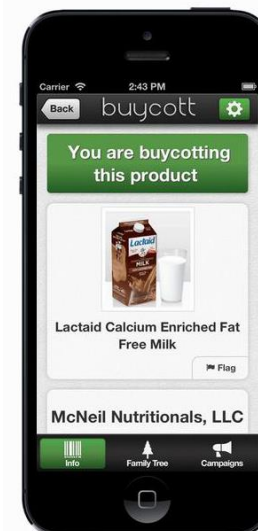 Carrier 2:43 PM
Back buycott
You are buycotting
this product
Lactaid
MILK
Lactaid Calcium Enriched Fat
Free Milk
Flag
McNeil Nutritionals, LLC
Info Family Tree Campaigns